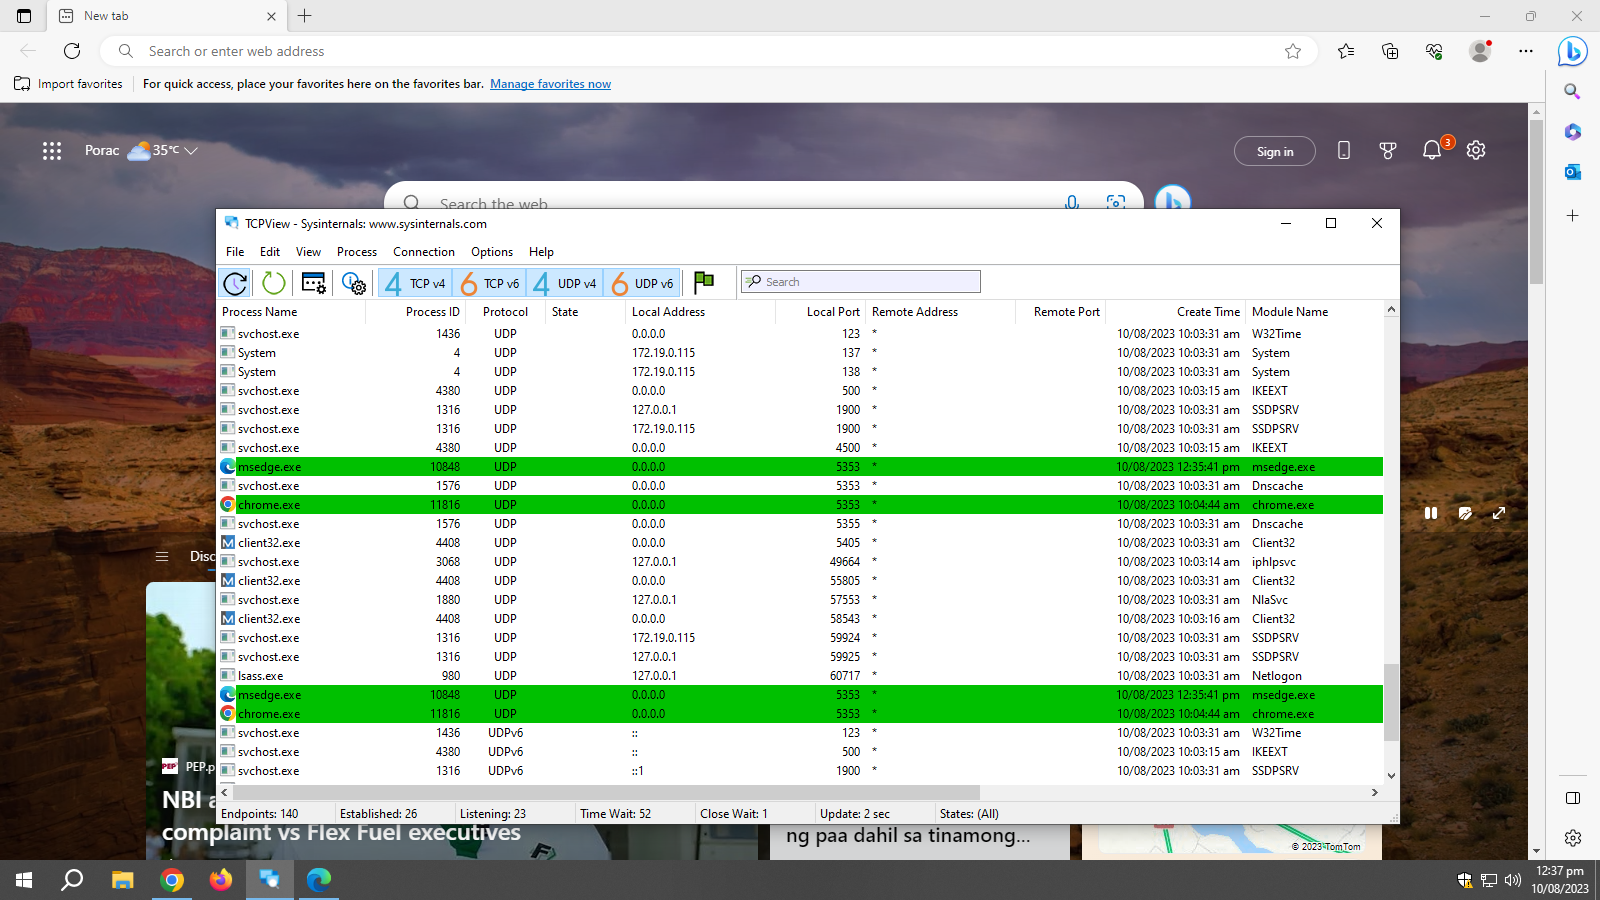 New tab
Search or enter web address
Import favorites
For quick access, place your favorites here on the favorites bar. Manage favorites now
Porac 35°C
Sign in
3
Search the web
TCPView - Sysinternals: www.sysinternals.com
File Edit View Process Connection Options Help
4 TCP v4 6 TCP v6 4 UDP v4 6 UDP v6 Search
Process Name Process ID Protocol State Local Address Local Port Remote Address Remote Port Create Time Module Name
svchost.exe 1436 UDP 0.0.0.0 123 * 10/08/2023 10:03:31 am W32Time
System 4 UDP 172.19.0.115 137 * 10/08/2023 10:03:31 am System
System 4 UDP 172.19.0.115 138 * 10/08/2023 10:03:31 am System
svchost.exe 4380 UDP 0.0.0.0 500 * 10/08/2023 10:03:15 am IKEEXT
svchost.exe 1316 UDP 127.0.0.1 1900 * 10/08/2023 10:03:31 am SSDPSRV
svchost.exe 1316 UDP 172.19.0.115 1900 * 10/08/2023 10:03:31 am SSDPSRV
svchost.exe 4380 UDP 0.0.0.0 4500 * 10/08/2023 10:03:15 am IKEEXT
msedge.exe 10848 UDP 0.0.0.0 5353 * 10/08/2023 12:35:41 pm msedge.exe
svchost.exe 1576 UDP 0.0.0.0 5353 * 10/08/2023 10:03:31 am Dnscache
chrome.exe 11816 UDP 0.0.0.0 5353 * 10/08/2023 10:04:44 am chrome.exe
svchost.exe 1576 UDP 0.0.0.0 5355 * 10/08/2023 10:03:31 am Dnscache
client32.exe 4408 UDP 0.0.0.0 5405 * 10/08/2023 10:03:31 am Client32
svchost.exe 3068 UDP 127.0.0.1 49664 * 10/08/2023 10:03:14 am iphlpsvc
client32.exe 4408 UDP 0.0.0.0 55805 * 10/08/2023 10:03:31 am Client32
svchost.exe 1880 UDP 127.0.0.1 57553 * 10/08/2023 10:03:31 am NlaSvc
client32.exe 4408 UDP 0.0.0.0 58543 * 10/08/2023 10:03:16 am Client32
svchost.exe 1316 UDP 172.19.0.115 59924 * 10/08/2023 10:03:31 am SSDPSRV
svchost.exe 1316 UDP 127.0.0.1 59925 * 10/08/2023 10:03:31 am SSDPSRV
lsass.exe 980 UDP 127.0.0.1 60717 * 10/08/2023 10:03:31 am Netlogon
msedge.exe 10848 UDP 0.0.0.0 5353 * 10/08/2023 12:35:41 pm msedge.exe
chrome.exe 11816 UDP 0.0.0.0 5353 * 10/08/2023 10:04:44 am chrome.exe
svchost.exe 1436 UDPv6 :: 123 * 10/08/2023 10:03:31 am W32Time
svchost.exe 4380 UDPv6 :: 500 * 10/08/2023 10:03:15 am IKEEXT
svchost.exe 1316 UDPv6 ::1 1900 * 10/08/2023 10:03:31 am SSDPSRV
Endpoints: 140 Established: 26 Listening: 23 Time Wait: 52 Close Wait: 1 Update: 2 sec States: (All)
Disc
PEP PEP.p
NBI a
complaint vs Flex Fuel executives
ng paa dahil sa tinamong...
© 2023 TomTom
12:37 pm
10/08/2023